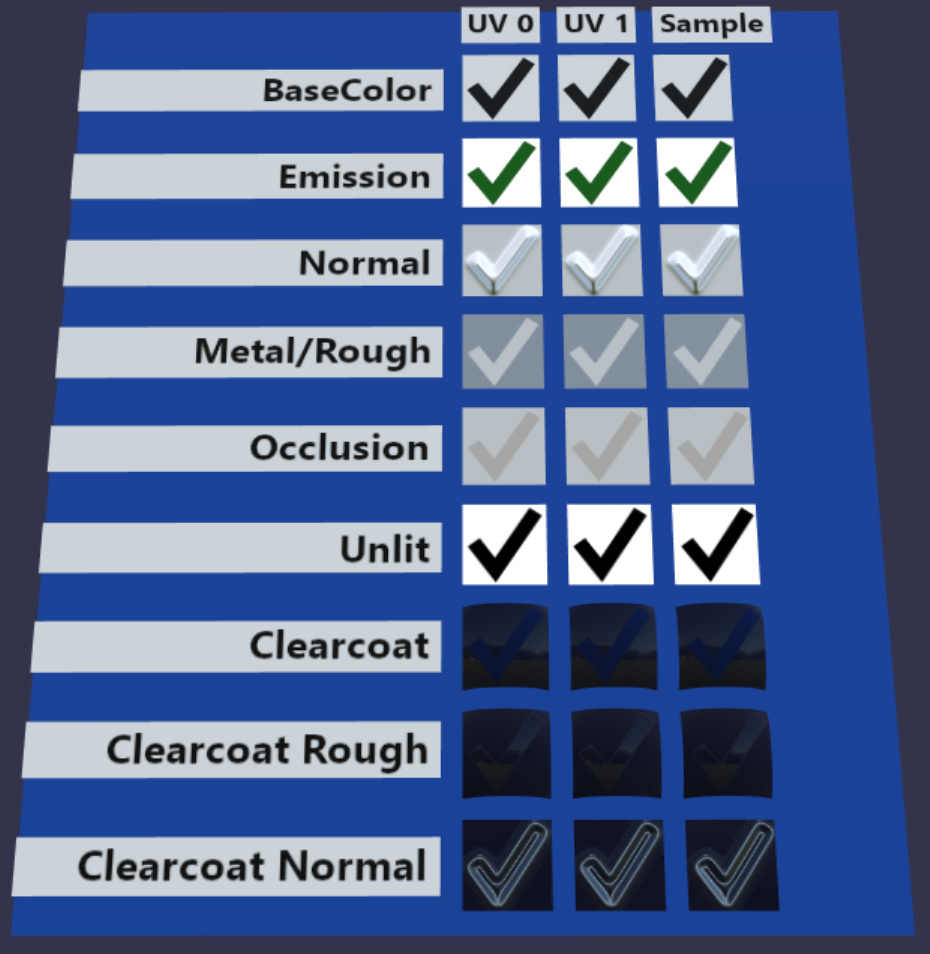 UV 0 UV 1 Sample
BaseColor
Emission
Normal
Metal/Rough
Occlusion
Unlit
Clearcoat
Clearcoat Rough
Clearcoat Normal